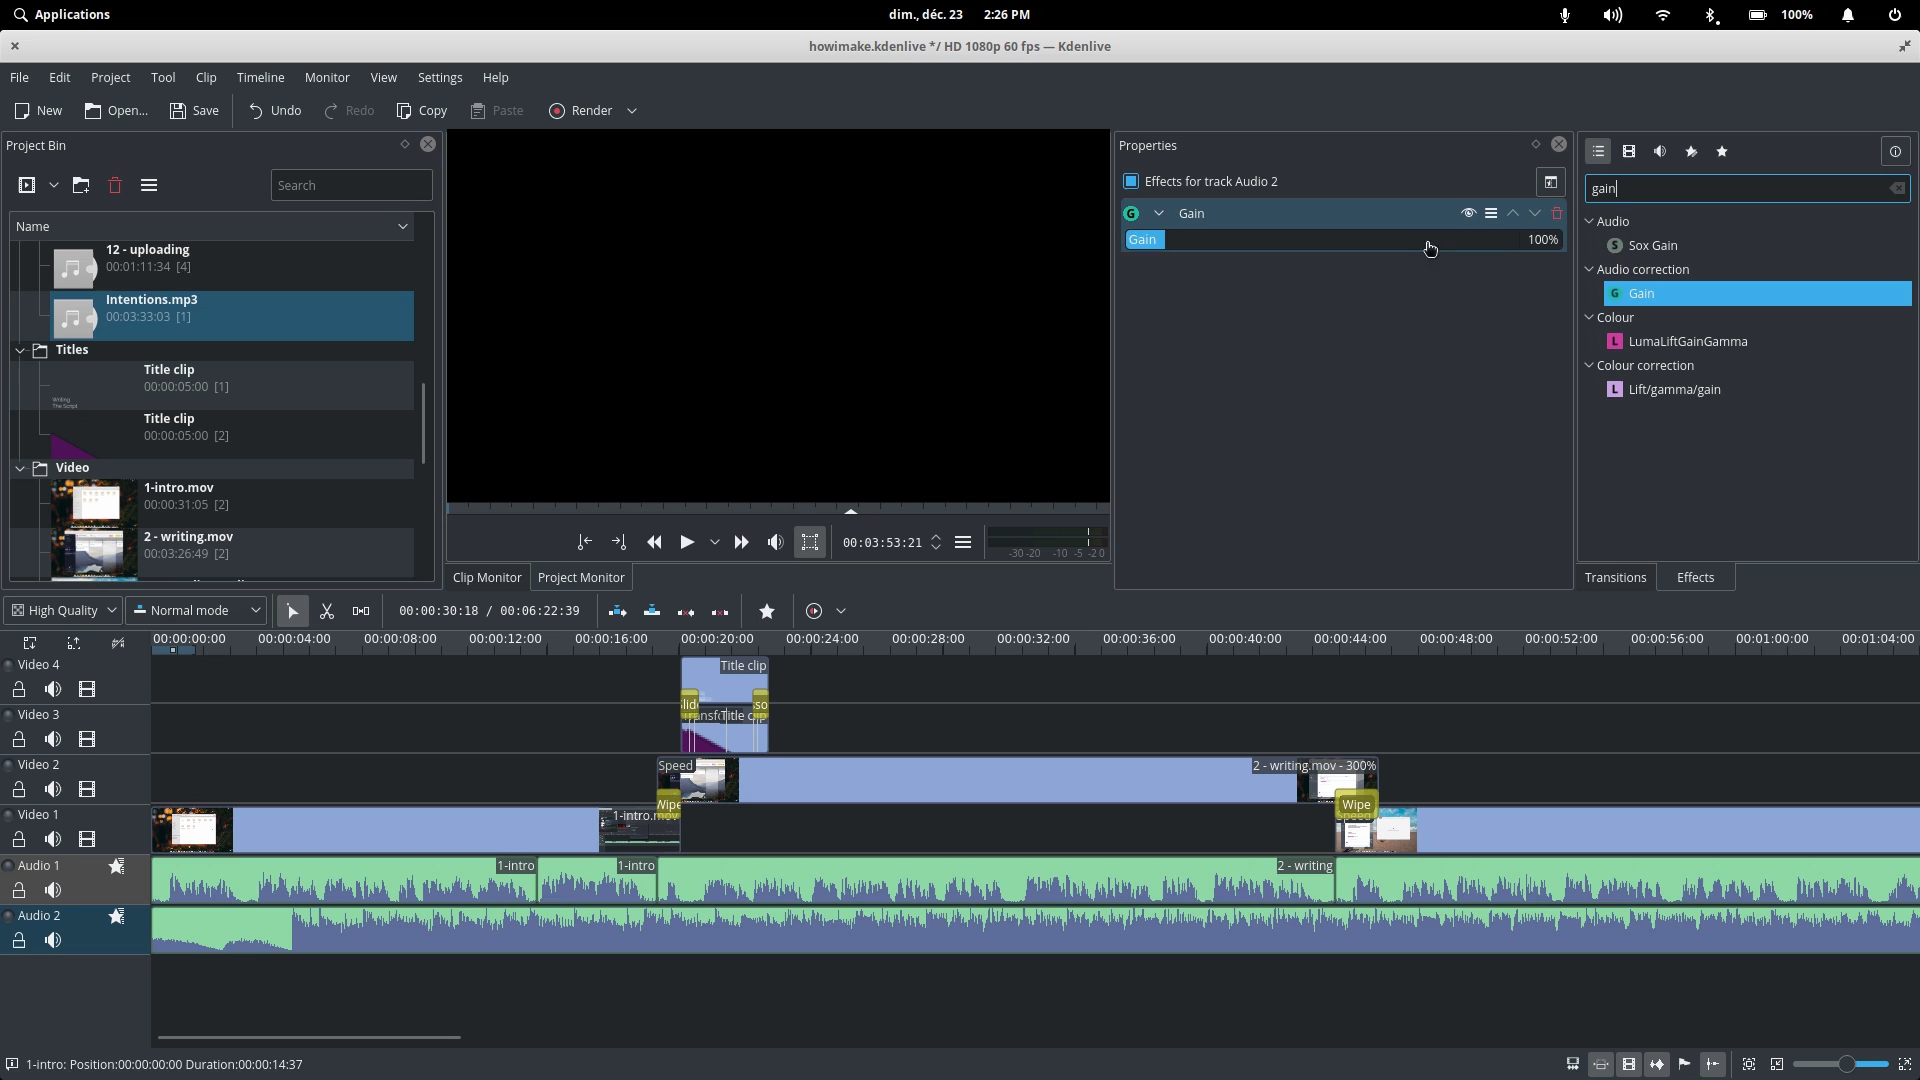 Applications
dim., déc. 23 2:26 PM
100%
howimake.kdenlive */ HD 1080p 60 fps — Kdenlive
File Edit Project Tool Clip Timeline Monitor View Settings Help
New Open... Save Undo Redo Copy Paste Render
Project Bin
Search
Name
12 - uploading
00:01:11:34 [4]
Intentions.mp3
00:03:33:03 [1]
Titles
Title clip
00:00:05:00 [1]
Writing
The Script
Title clip
00:00:05:00 [2]
Video
1-intro.mov
00:00:31:05 [2]
2 - writing.mov
00:03:26:49 [2]
00:03:53:21
-30 -20 -10 -5 -2 0
Clip Monitor Project Monitor
Properties
Effects for track Audio 2
G Gain
Gain 100%
gain
Audio
S Sox Gain
Audio correction
G Gain
Colour
L LumaLiftGainGamma
Colour correction
L Lift/gamma/gain
Transitions Effects
High Quality Normal mode 00:00:30:18 / 00:06:22:39
00:00:00:00 00:00:04:00 00:00:08:00 00:00:12:00 00:00:16:00 00:00:20:00 00:00:24:00 00:00:28:00 00:00:32:00 00:00:36:00 00:00:40:00 00:00:44:00 00:00:48:00 00:00:52:00 00:00:56:00 00:01:00:00 00:01:04:00
Video 4 Title clip
Video 3 Title c
Video 2 Speed 2 - writing.mov - 300%
Wipe Wipe
Video 1 1-intro.mov
Audio 1 1-intro 1-intro 2 - writing
Audio 2
1-intro: Position:00:00:00:00 Duration:00:00:14:37